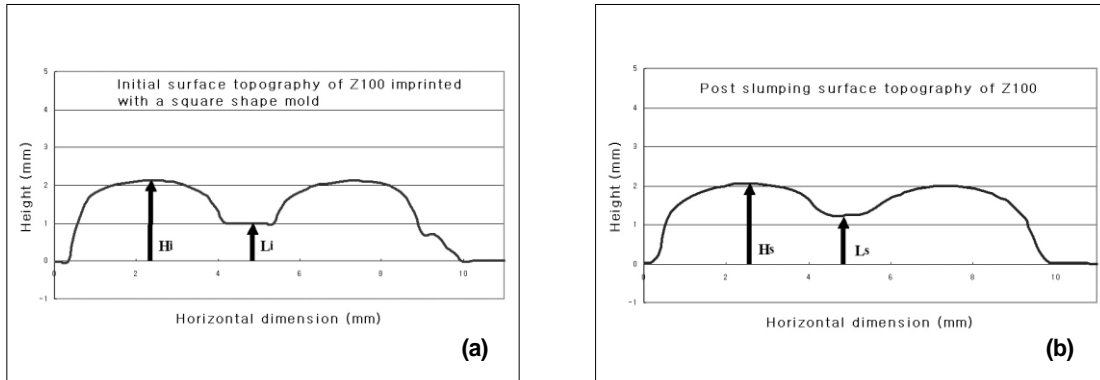 Initial surface topography of Z100 imprinted
with a square shape mold
Height (mm)
5
4
3
2
1
0
-1
Hi
Li
0
2
4
6
8
10
Horizontal dimension (mm)
(a)
Post slumping surface topography of Z100
Height (mm)
5
4
3
2
1
0
-1
Hs
Ls
0
2
4
6
8
10
Horizontal dimension (mm)
(b)